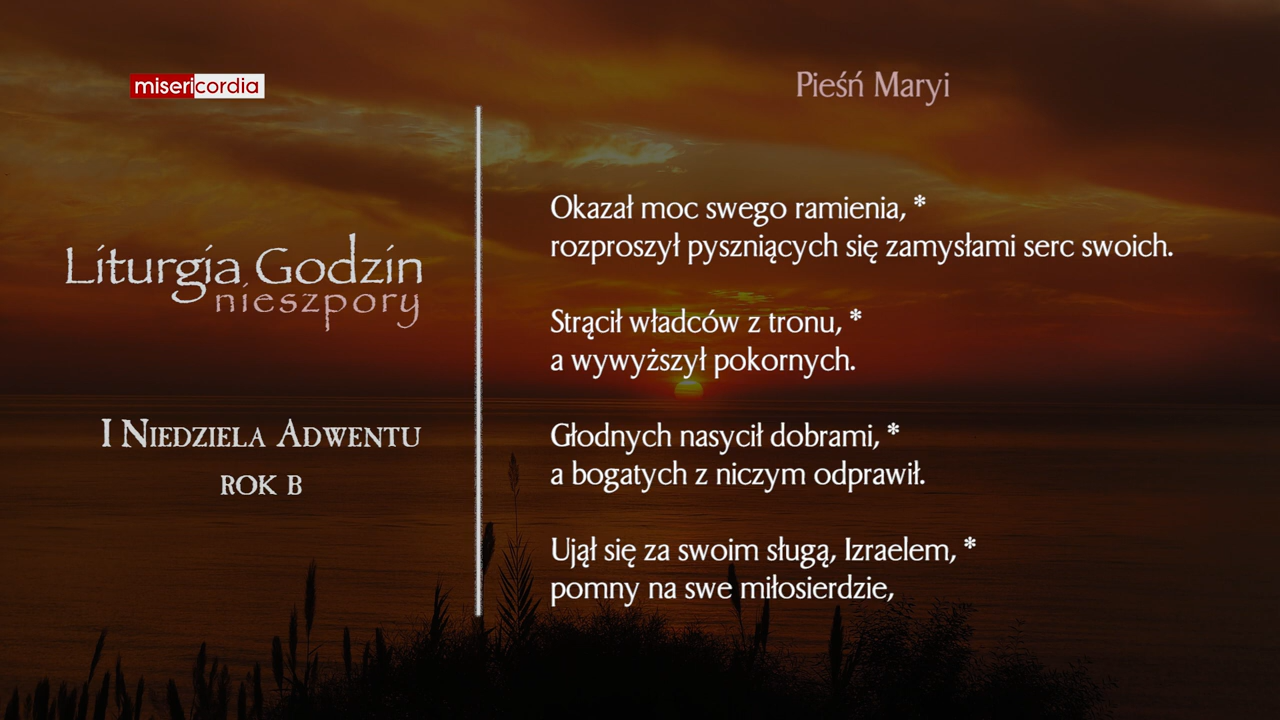 misericordia
Pieśń Maryi
Liturgia Godzin
nieszpory
I Niedziela Adwentu
rok B
Okazał moc swego ramienia, *
rozproszył pyszniących się zamysłami serc swoich.
Strącił władców z tronu, *
a wywyższył pokornych.
Głodnych nasycił dobrami, *
a bogatych z niczym odprawił.
Ujął się za swoim sługą, Izraelem, *
pomny na swe miłosierdzie,